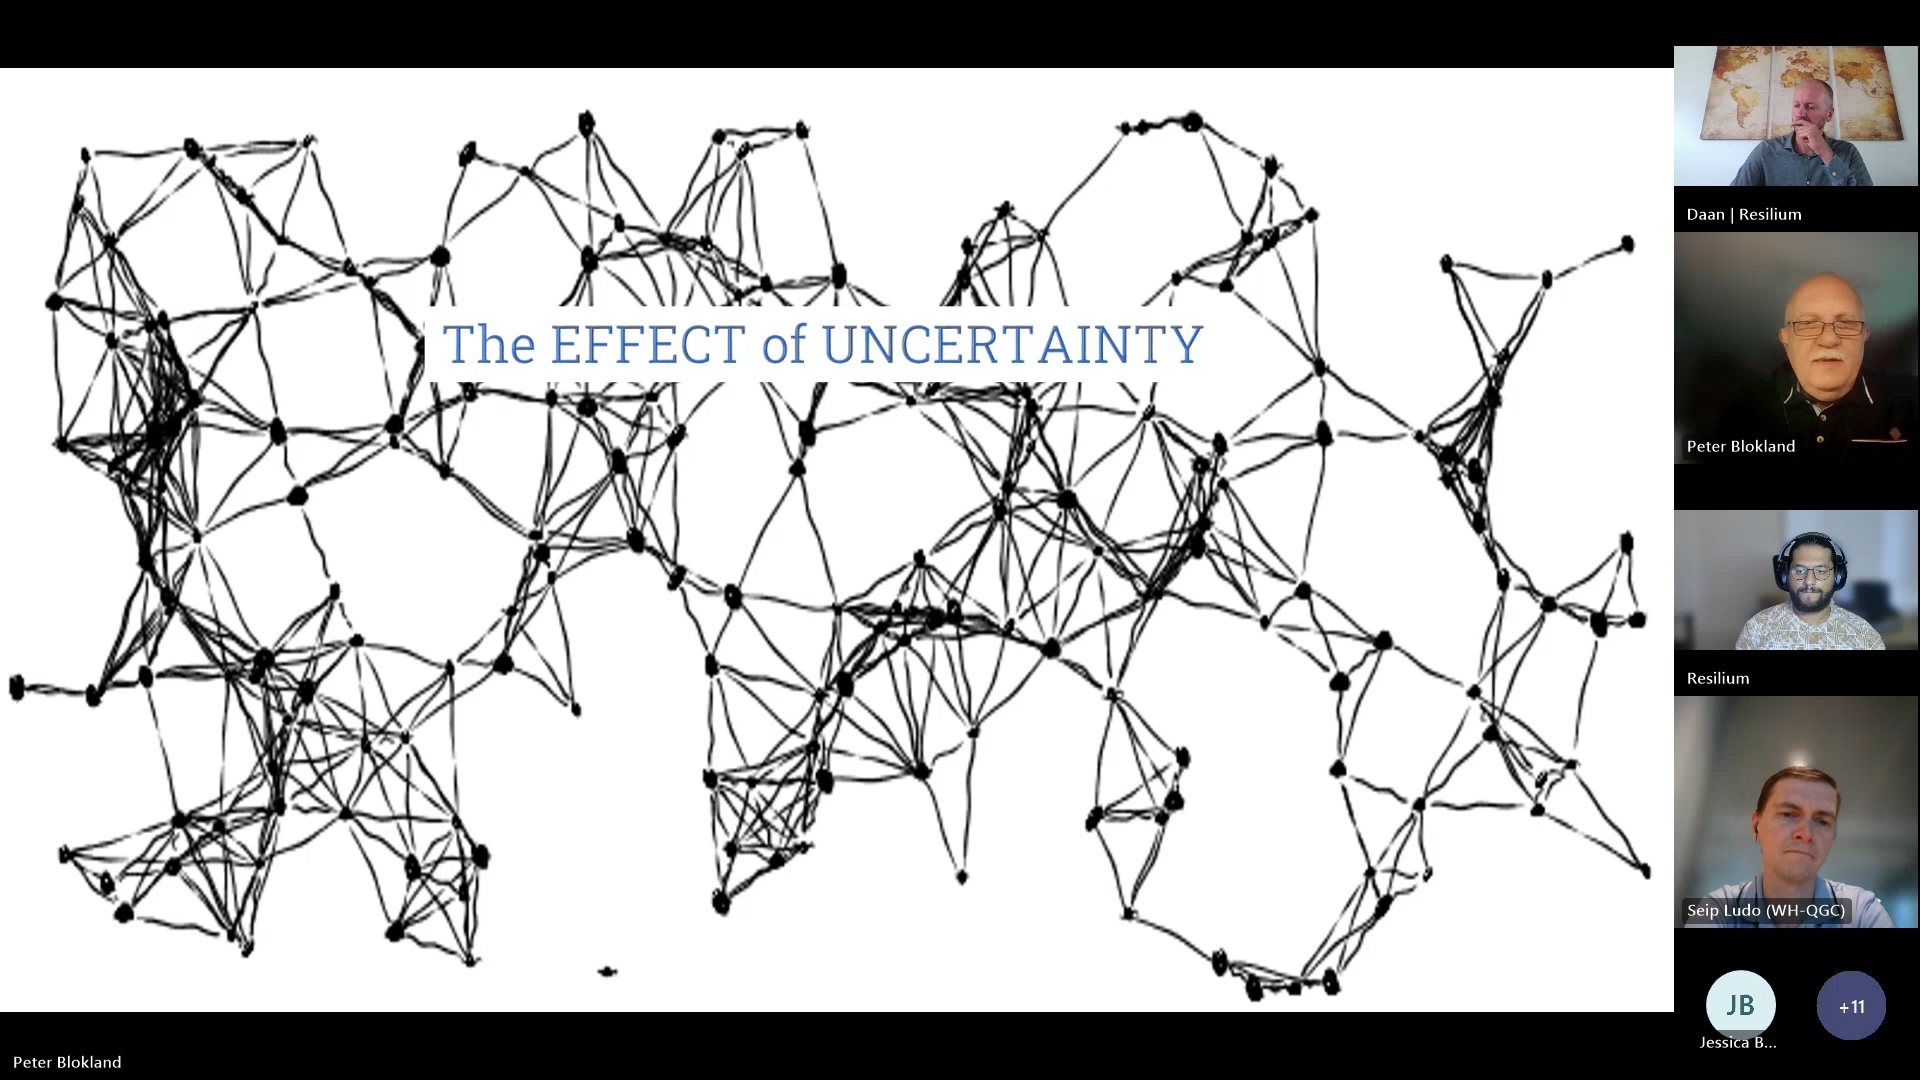 The EFFECT of UNCERTAINTY
Daan | Resilium
Peter Blokland
Resilium
Seip Ludo (WH-QGC)
JB
+11
Jessica B...
Peter Blokland